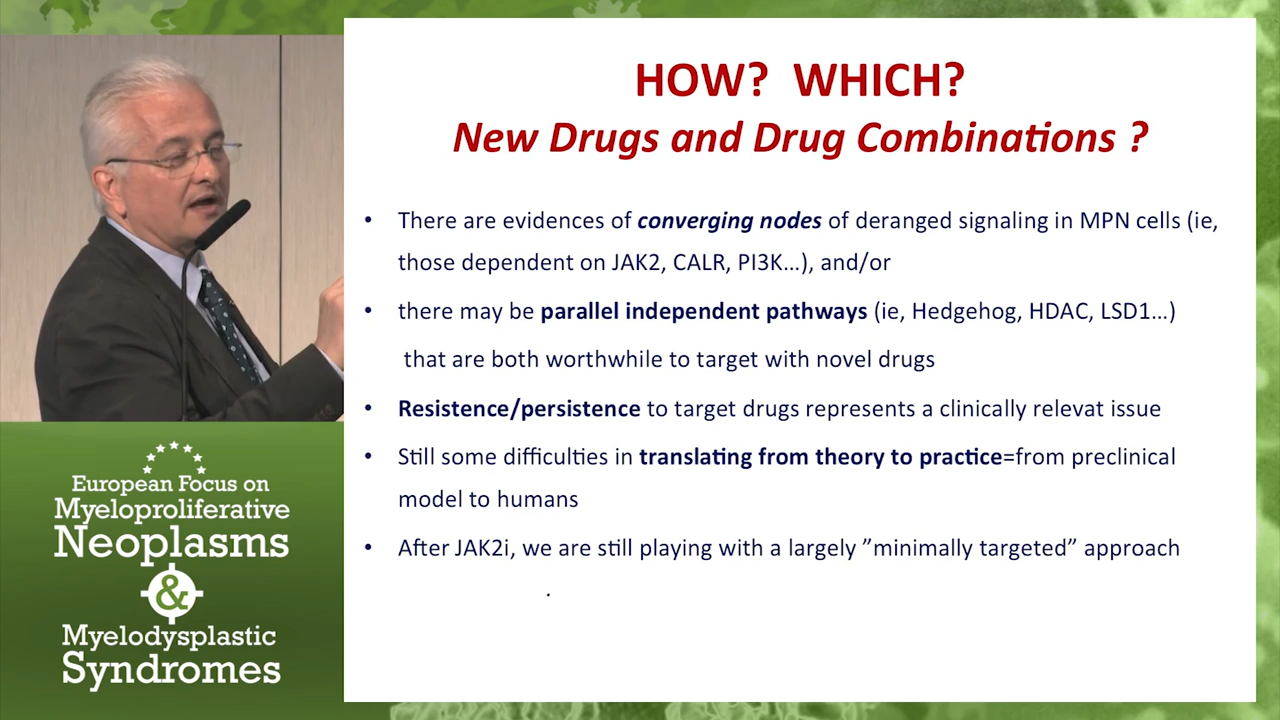 HOW? WHICH?
New Drugs and Drug Combinations ?
• There are evidences of converging nodes of deranged signaling in MPN cells (ie,
those dependent on JAK2, CALR, PI3K...), and/or
• there may be parallel independent pathways (ie, Hedgehog, HDAC, LSD1...)
that are both worthwhile to target with novel drugs
• Resistence/persistence to target drugs represents a clinically relevat issue
• Still some difficulties in translating from theory to practice=from preclinical
model to humans
• After JAK2i, we are still playing with a largely ”minimally targeted” approach
.
European Focus on
Myeloproliferative
Neoplasms
&
Myelodysplastic
Syndromes